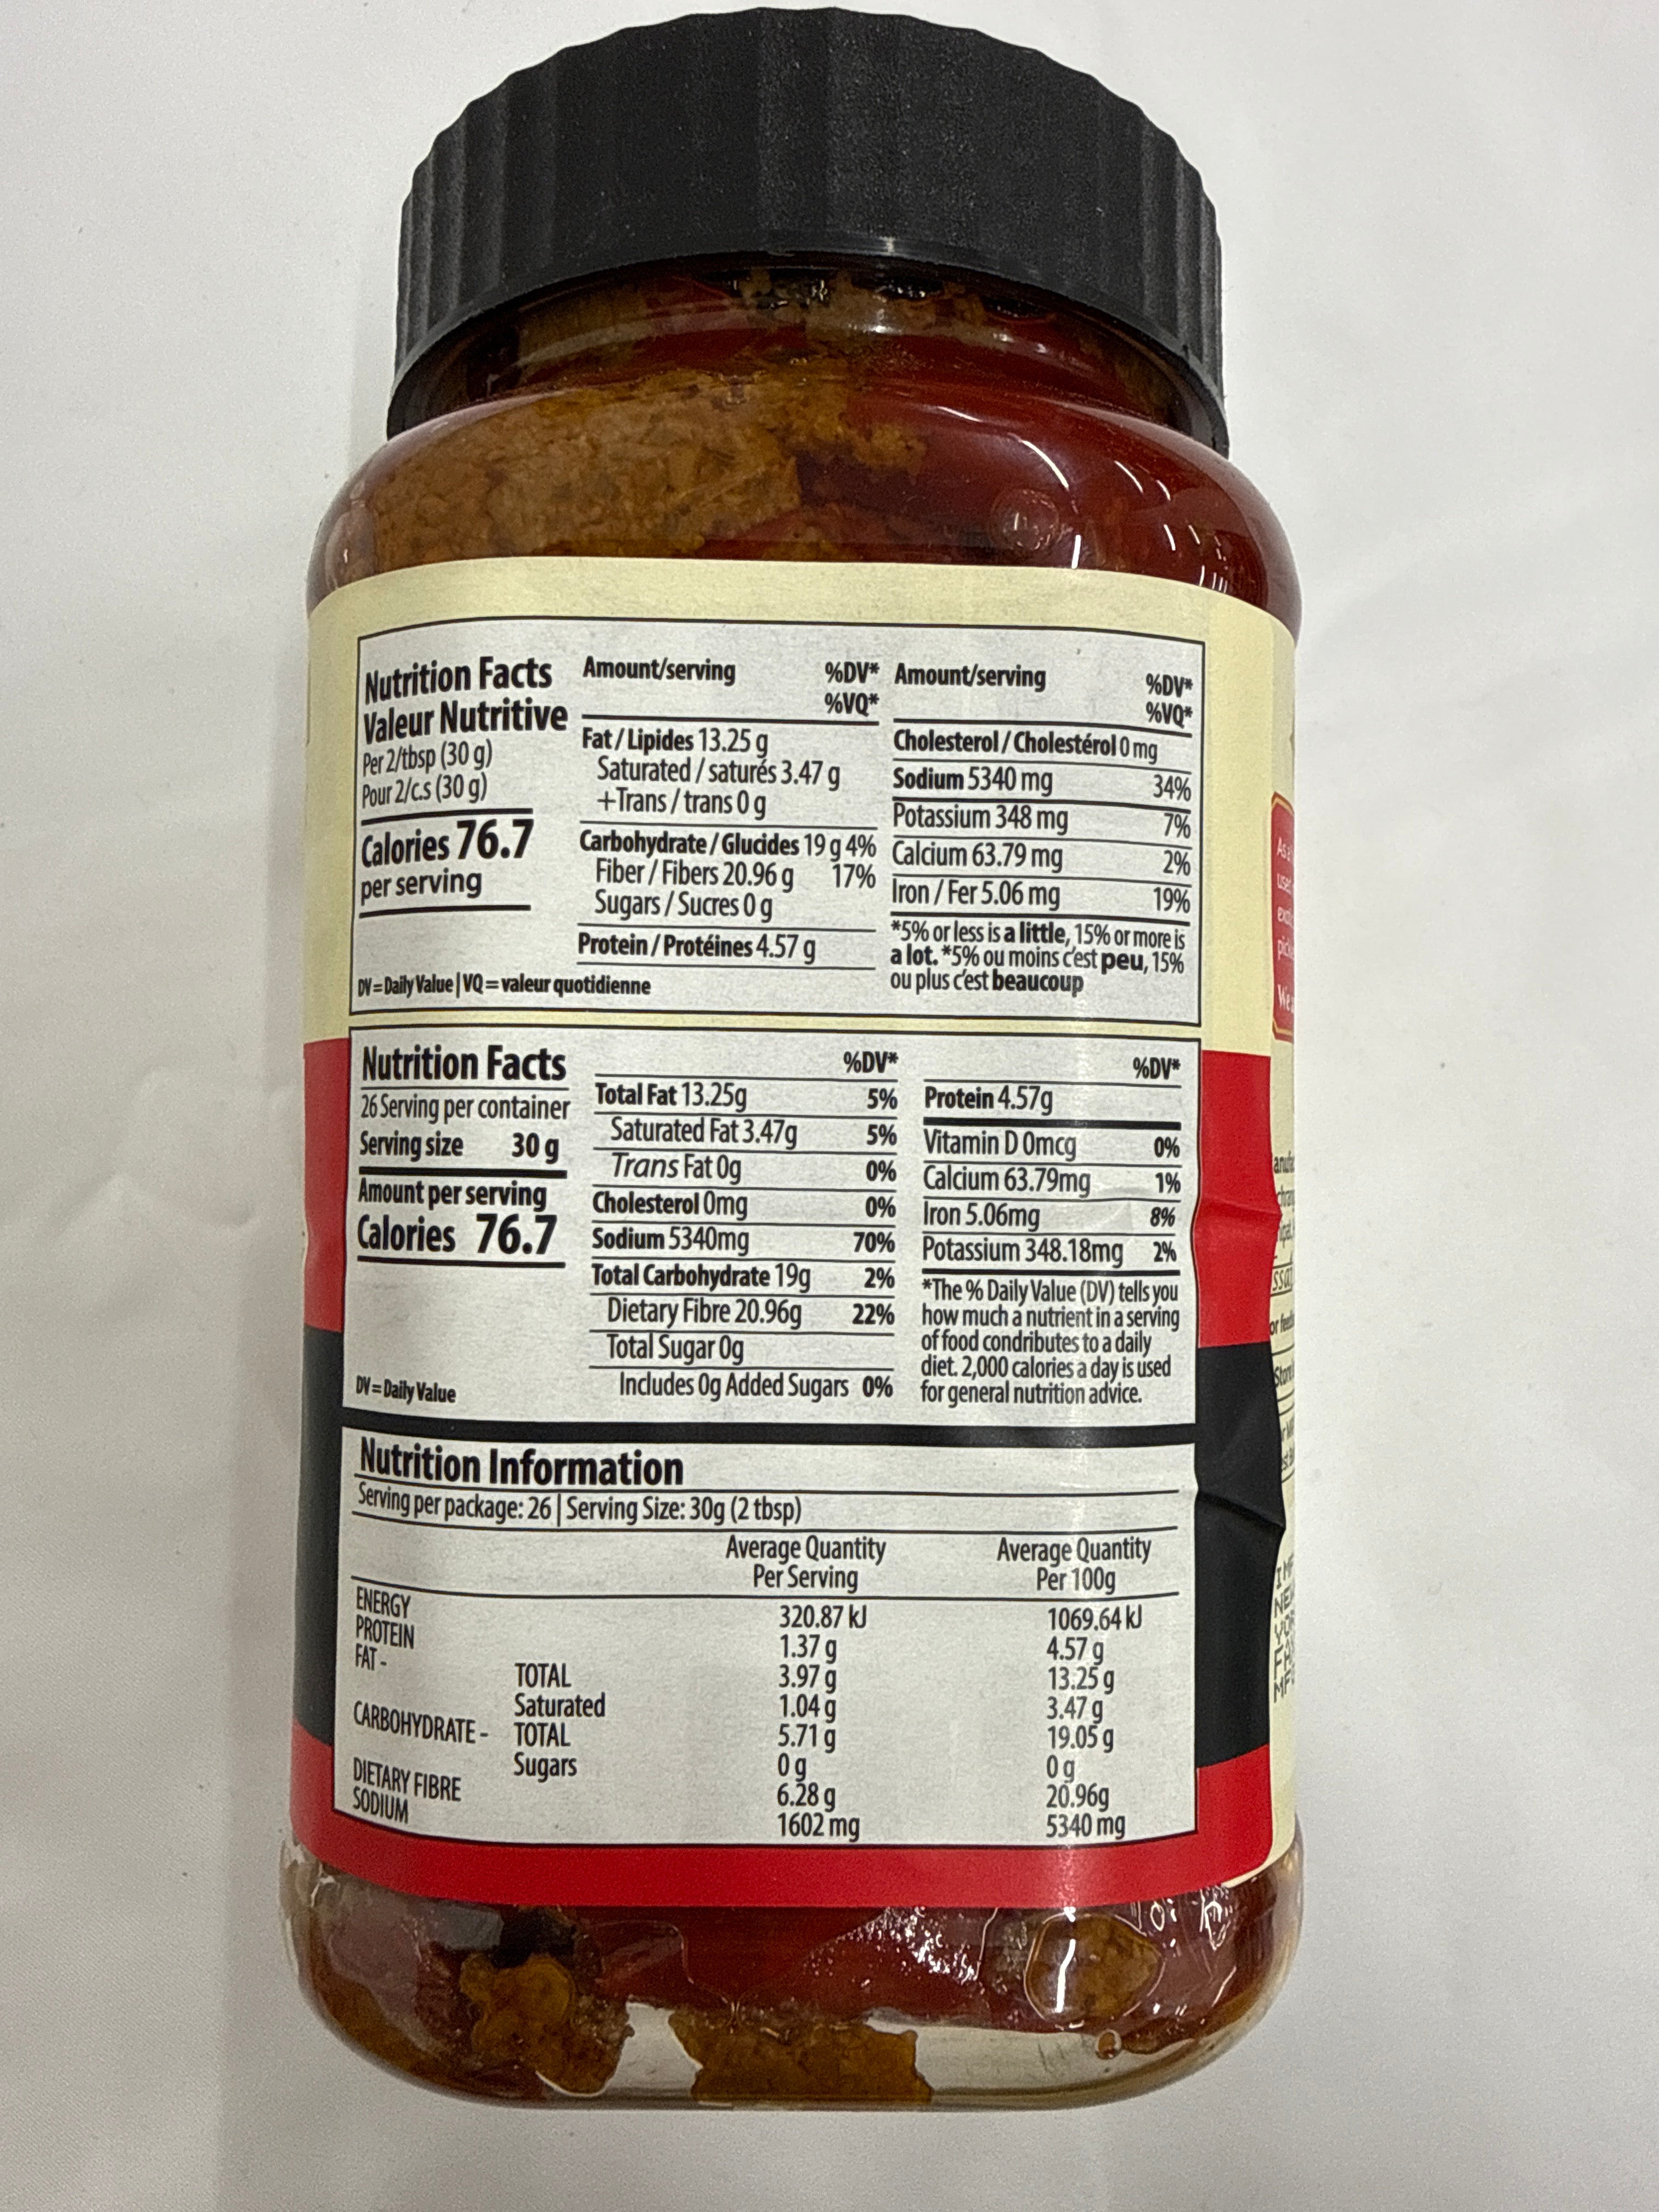 Nutrition Facts
Valeur Nutritive
Per 2/tbsp (30 g)
Pour 2/c.s (30 g)
Calories 76.7
per serving
DV = Daily Value | VQ = valeur quotidienne
Amount/serving %DV*
%VQ*
Fat / Lipides 13.25 g
Saturated / saturés 3.47 g
+Trans / trans 0 g
Carbohydrate / Glucides 19 g 4%
Fiber / Fibers 20.96 g 17%
Sugars / Sucres 0 g
Protein / Protéines 4.57 g
Amount/serving %DV*
%VQ*
Cholesterol / Cholestérol 0 mg
Sodium 5340 mg 34%
Potassium 348 mg 7%
Calcium 63.79 mg 2%
Iron / Fer 5.06 mg 19%
*5% or less is a little, 15% or more is
a lot. *5% ou moins c'est peu, 15%
ou plus c'est beaucoup
Nutrition Facts
26 Serving per container
Serving size 30 g
Amount per serving
Calories 76.7
DV = Daily Value
%DV*
Total Fat 13.25g 5%
Saturated Fat 3.47g 5%
Trans Fat 0g 0%
Cholesterol 0mg 0%
Sodium 5340mg 70%
Total Carbohydrate 19g 2%
Dietary Fibre 20.96g 22%
Total Sugar 0g
Includes 0g Added Sugars 0%
%DV*
Protein 4.57g
Vitamin D 0mcg 0%
Calcium 63.79mg 1%
Iron 5.06mg 8%
Potassium 348.18mg 2%
*The % Daily Value (DV) tells you
how much a nutrient in a serving
of food condributes to a daily
diet. 2,000 calories a day is used
for general nutrition advice.
Nutrition Information
Serving per package: 26 | Serving Size: 30g (2 tbsp)
Average Quantity Average Quantity
Per Serving Per 100g
ENERGY 320.87 kJ 1069.64 kJ
PROTEIN 1.37 g 4.57 g
FAT - TOTAL 3.97 g 13.25 g
Saturated 1.04 g 3.47 g
CARBOHYDRATE - TOTAL 5.71 g 19.05 g
Sugars 0 g 0 g
DIETARY FIBRE 6.28 g 20.96g
SODIUM 1602 mg 5340 mg